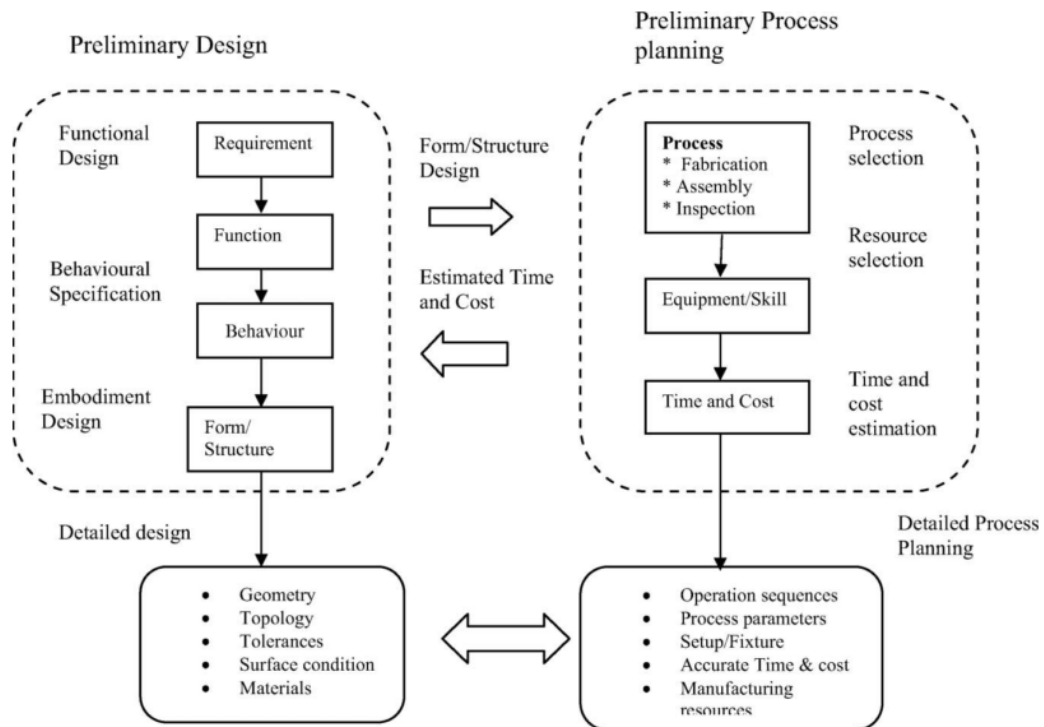 Preliminary Design
Functional
Design
Requirement
Function
Behavioural
Specification
Behaviour
Embodiment
Design
Form/
Structure
Detailed design
• Geometry
• Topology
• Tolerances
• Surface condition
• Materials
Form/Structure
Design
Estimated Time
and Cost
Preliminary Process
planning
Process
* Fabrication
* Assembly
* Inspection
Process
selection
Resource
selection
Equipment/Skill
Time and Cost
Time and
cost
estimation
Detailed Process
Planning
• Operation sequences
• Process parameters
• Setup/Fixture
• Accurate Time & cost
• Manufacturing
resources